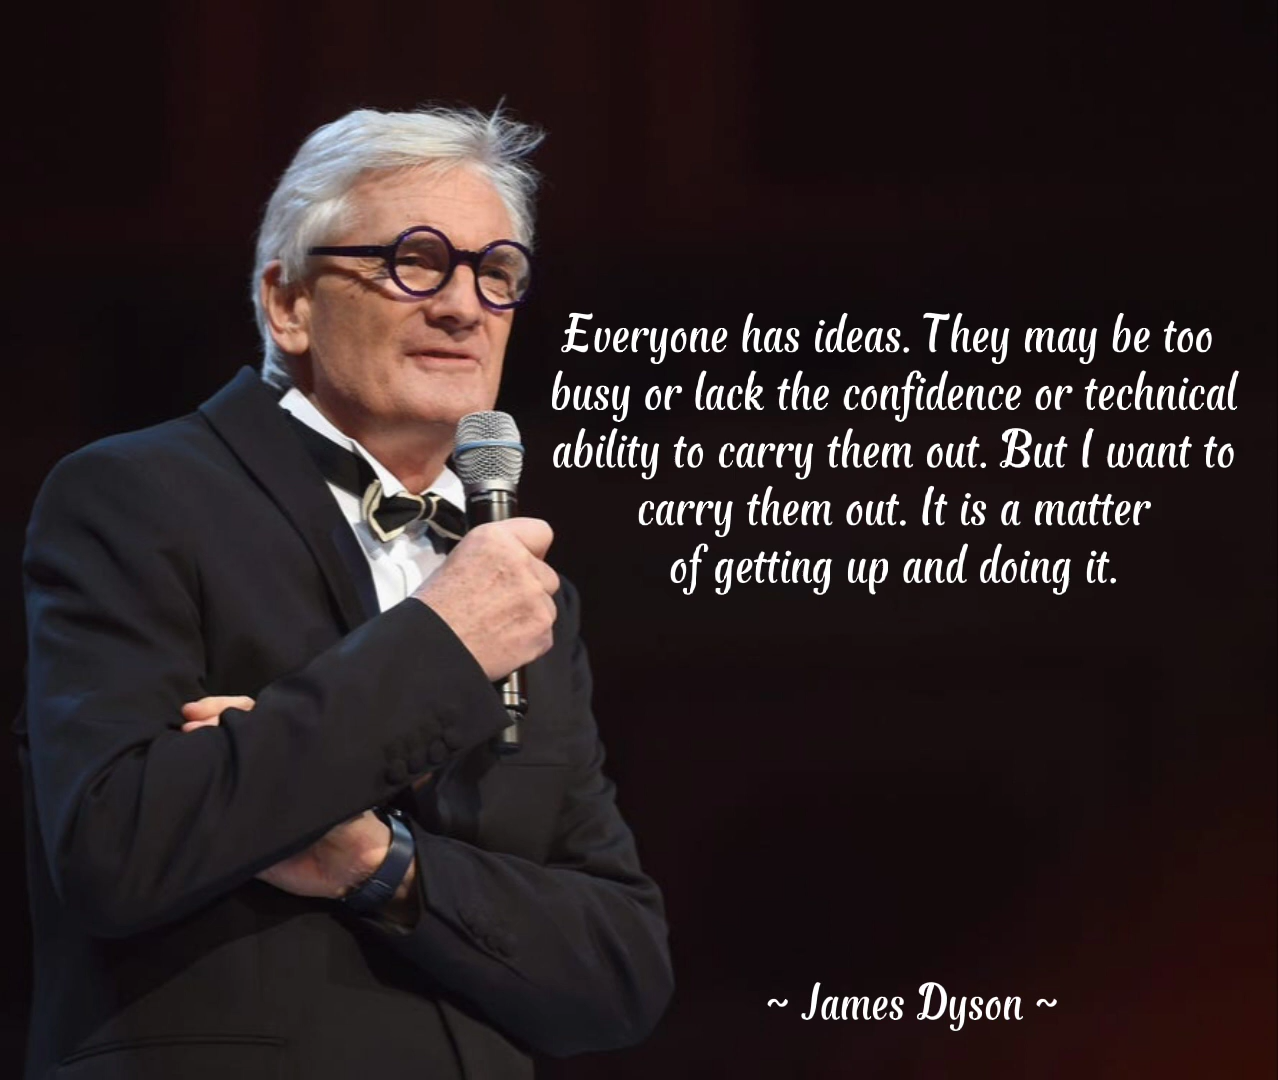 Everyone has ideas. They may be too
busy or lack the confidence or technical
ability to carry them out. But I want to
carry them out. It is a matter
of getting up and doing it.
~ James Dyson ~